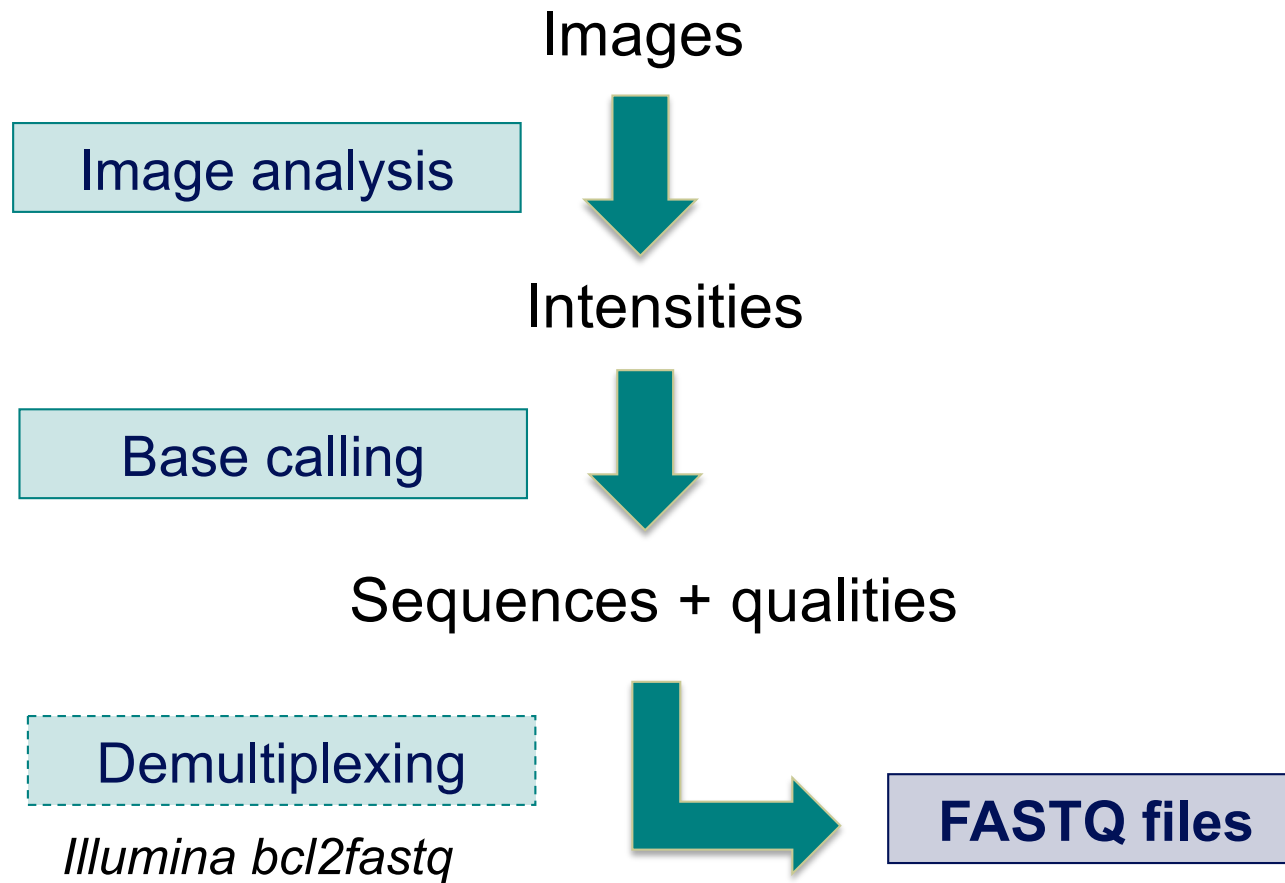 Images
Image analysis
Intensities
Base calling
Sequences + qualities
Demultiplexing
Illumina bcl2fastq
FASTQ files